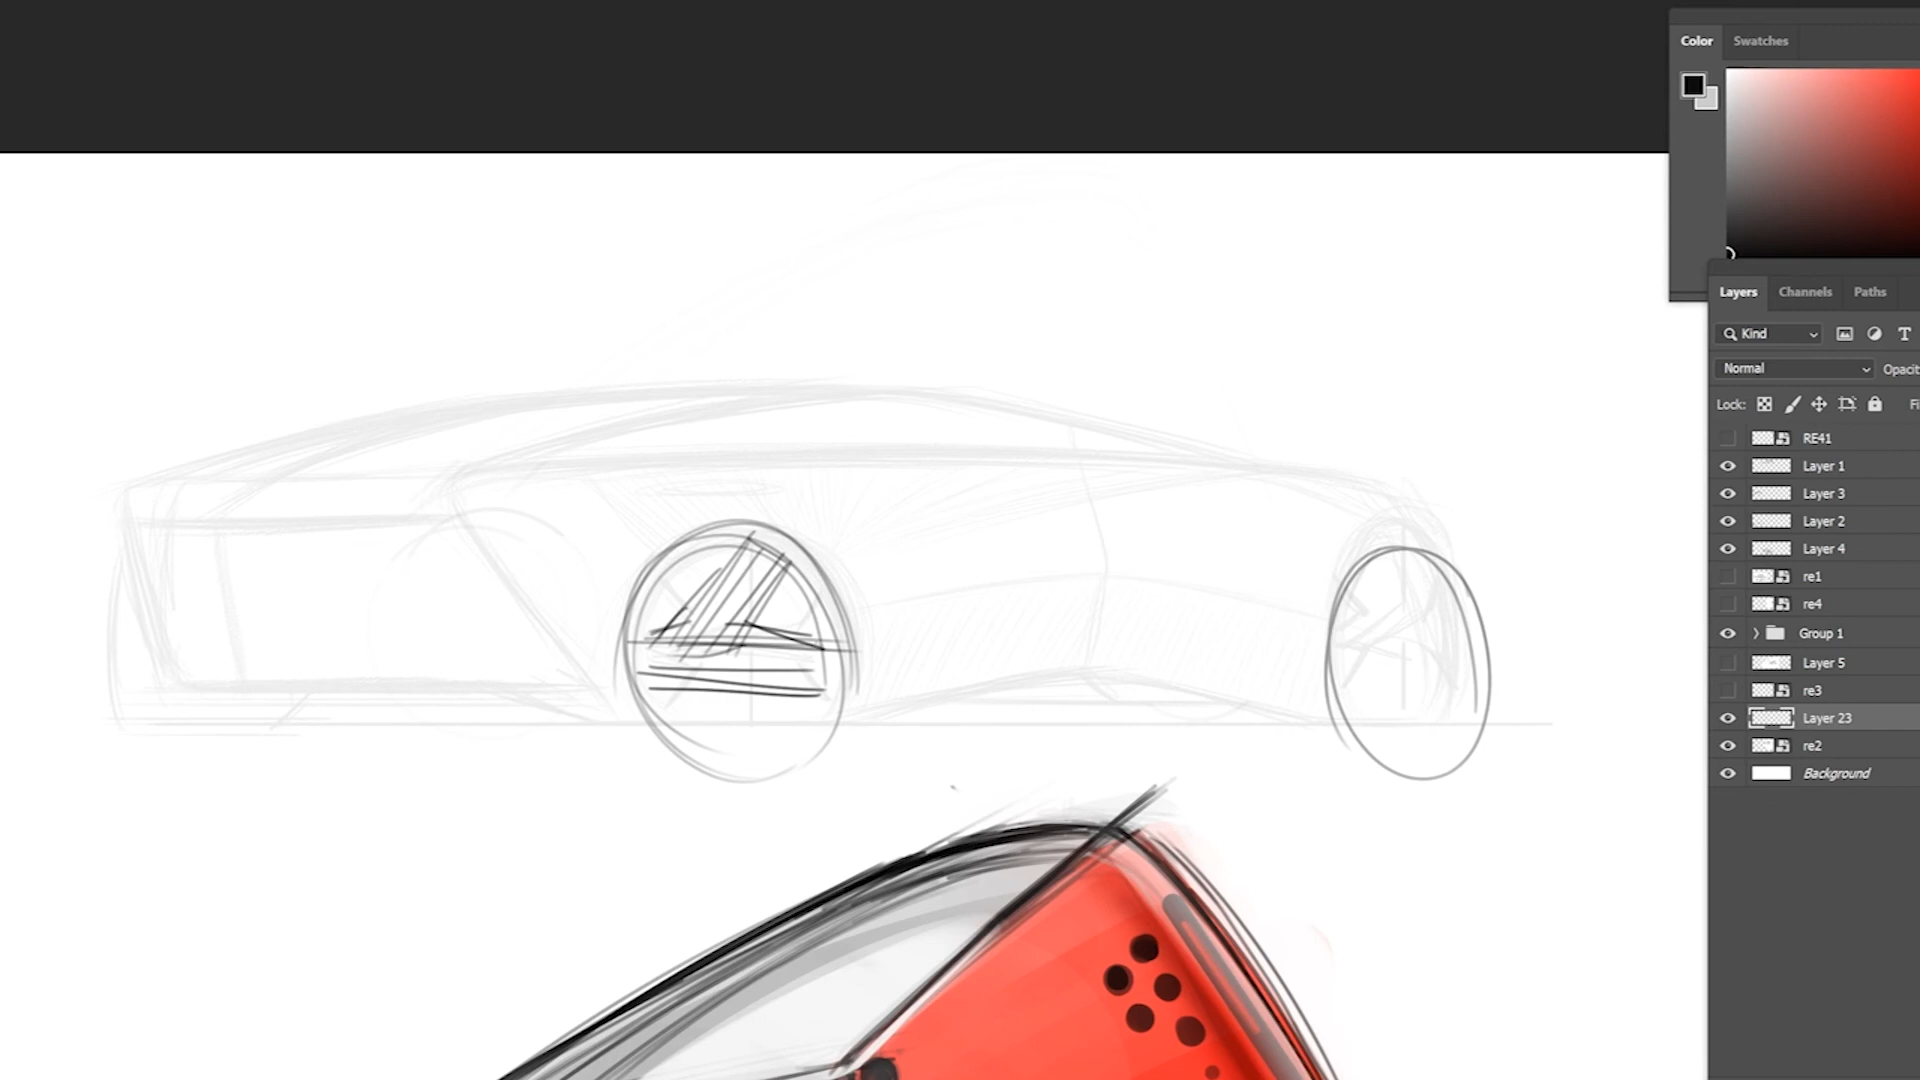 Color Swatches
Layers Channels Paths
Kind
Normal Opacit
Lock: Fi
RE41
Layer 1
Layer 3
Layer 2
Layer 4
re1
re4
Group 1
Layer 5
re3
Layer 23
re2
Background